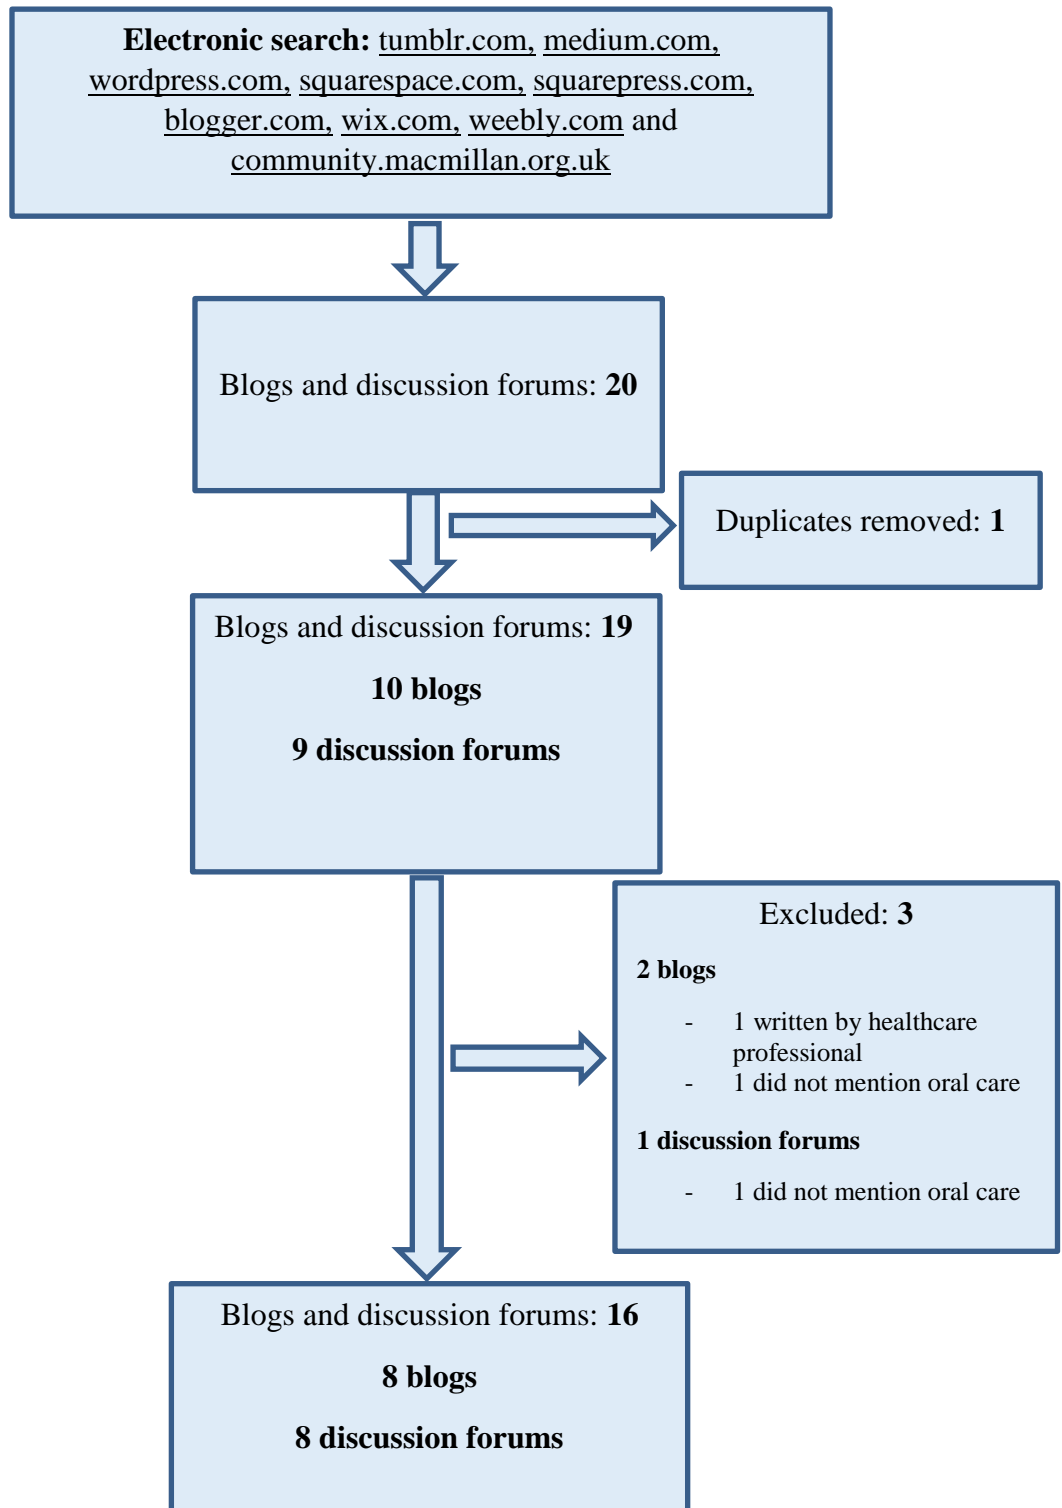 Electronic search: tumblr.com, medium.com,
wordpress.com, squarespace.com, squarepress.com,
blogger.com, wix.com, weebly.com and
community.macmillan.org.uk
Blogs and discussion forums: 20
Duplicates removed: 1
Blogs and discussion forums: 19
10 blogs
9 discussion forums
Excluded: 3
2 blogs
- 1 written by healthcare
professional
- 1 did not mention oral care
1 discussion forums
- 1 did not mention oral care
Blogs and discussion forums: 16
8 blogs
8 discussion forums